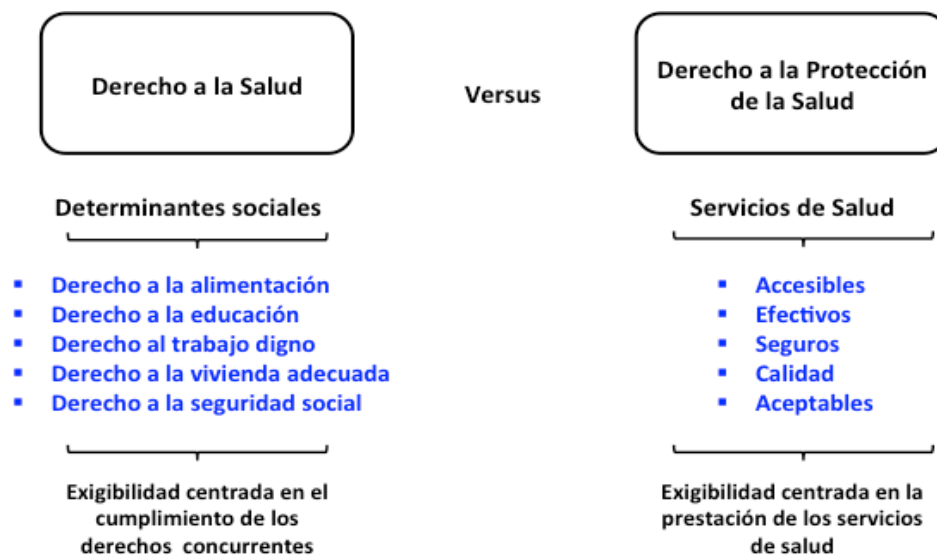 Derecho a la Salud
Versus
Derecho a la Protección
de la Salud
Determinantes sociales
▪ Derecho a la alimentación
▪ Derecho a la educación
▪ Derecho al trabajo digno
▪ Derecho a la vivienda adecuada
▪ Derecho a la seguridad social
Exigibilidad centrada en el
cumplimiento de los
derechos concurrentes
Servicios de Salud
▪ Accesibles
▪ Efectivos
▪ Seguros
▪ Calidad
▪ Aceptables
Exigibilidad centrada en la
prestación de los servicios
de salud